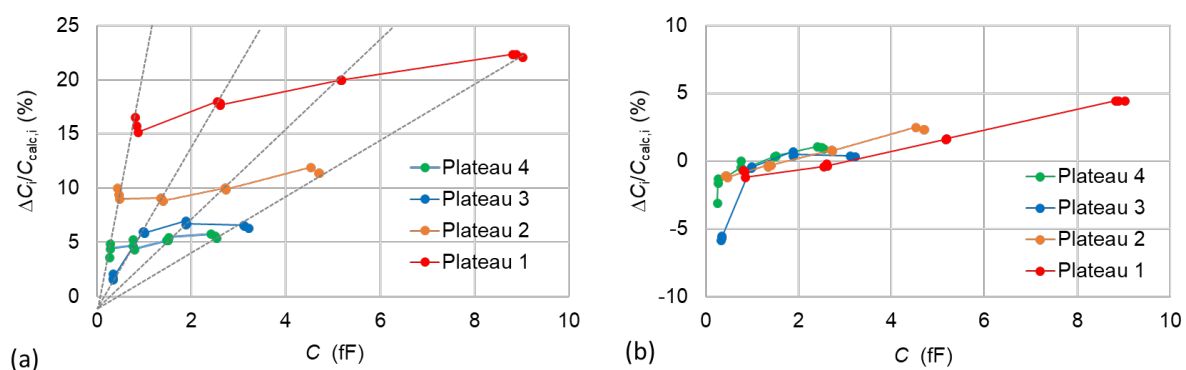 25
20
15
10
5
0
ΔCi/Ccalc,i (%)
0 2 4 6 8 10
C (fF)
Plateau 4
Plateau 3
Plateau 2
Plateau 1
(a)
10
5
0
-5
-10
ΔCi/Ccalc,i (%)
0 2 4 6 8 10
C (fF)
Plateau 4
Plateau 3
Plateau 2
Plateau 1
(b)